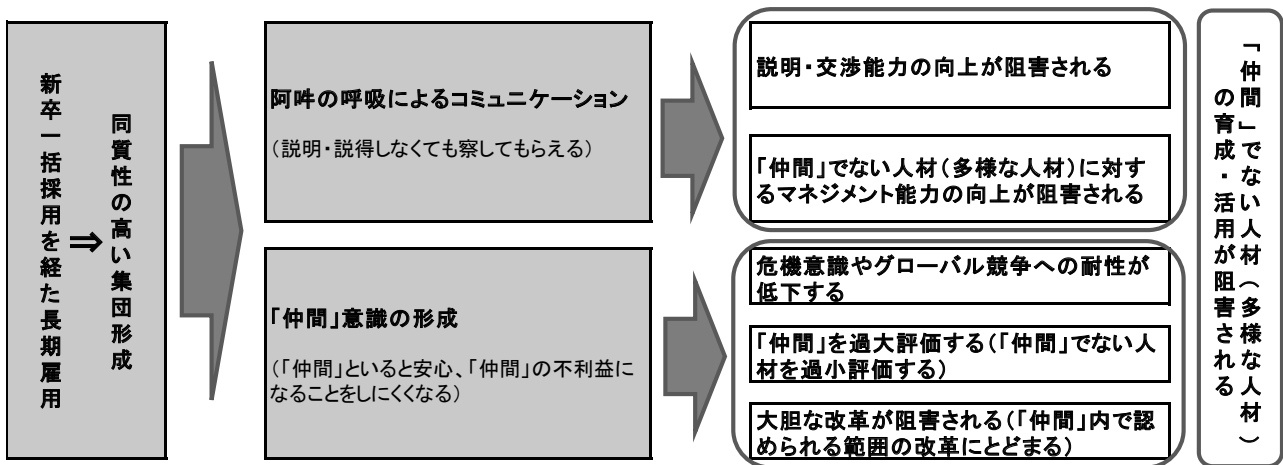 新卒一括採用を経た長期雇用
⇒
同質性の高い集団形成
阿吽の呼吸によるコミュニケーション
（説明・説得しなくても察してもらえる）
「仲間」意識の形成
（「仲間」といると安心、「仲間」の不利益に
なることをしにくくなる）
説明・交渉能力の向上が阻害される
「仲間」でない人材（多様な人材）に対す
るマネジメント能力の向上が阻害される
危機意識やグローバル競争への耐性が
低下する
「仲間」を過大評価する（「仲間」でない人
材を過小評価する）
大胆な改革が阻害される（「仲間」内で認
められる範囲の改革にとどまる）
「仲間」でない人材（多様な人材）
の育成・活用が阻害される